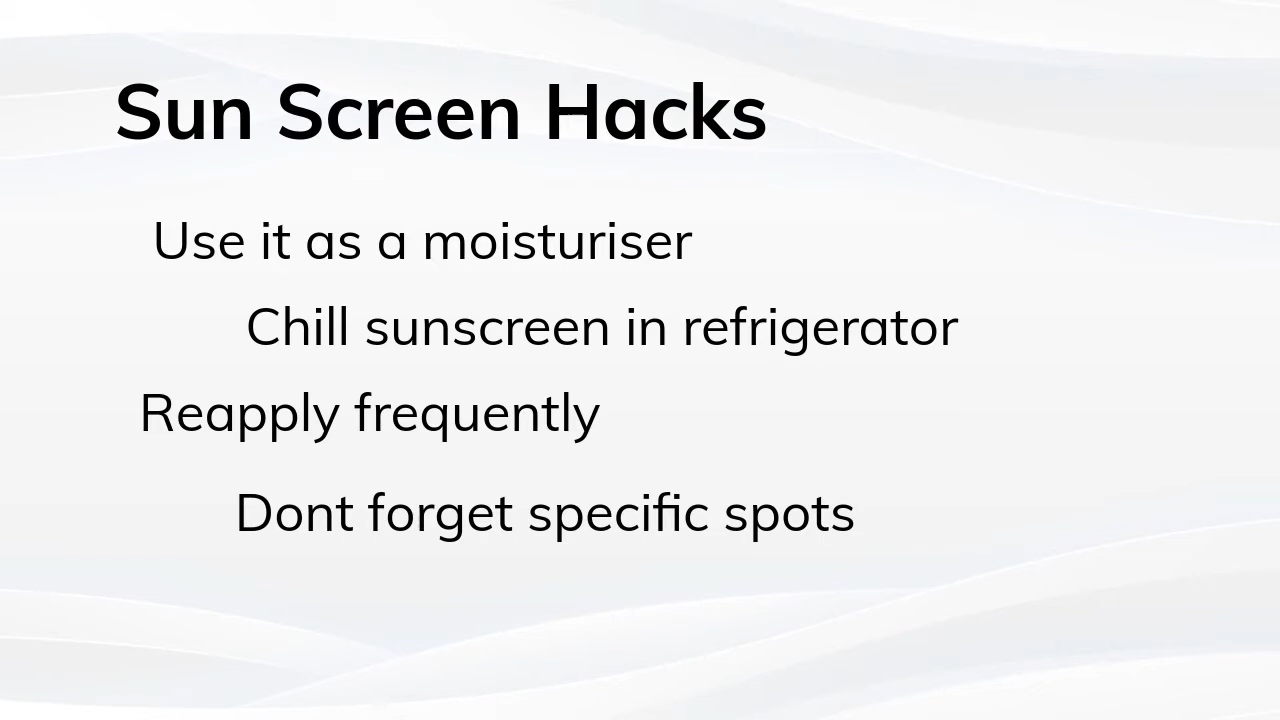 Sun Screen Hacks
Use it as a moisturiser
Chill sunscreen in refrigerator
Reapply frequently
Dont forget specific spots